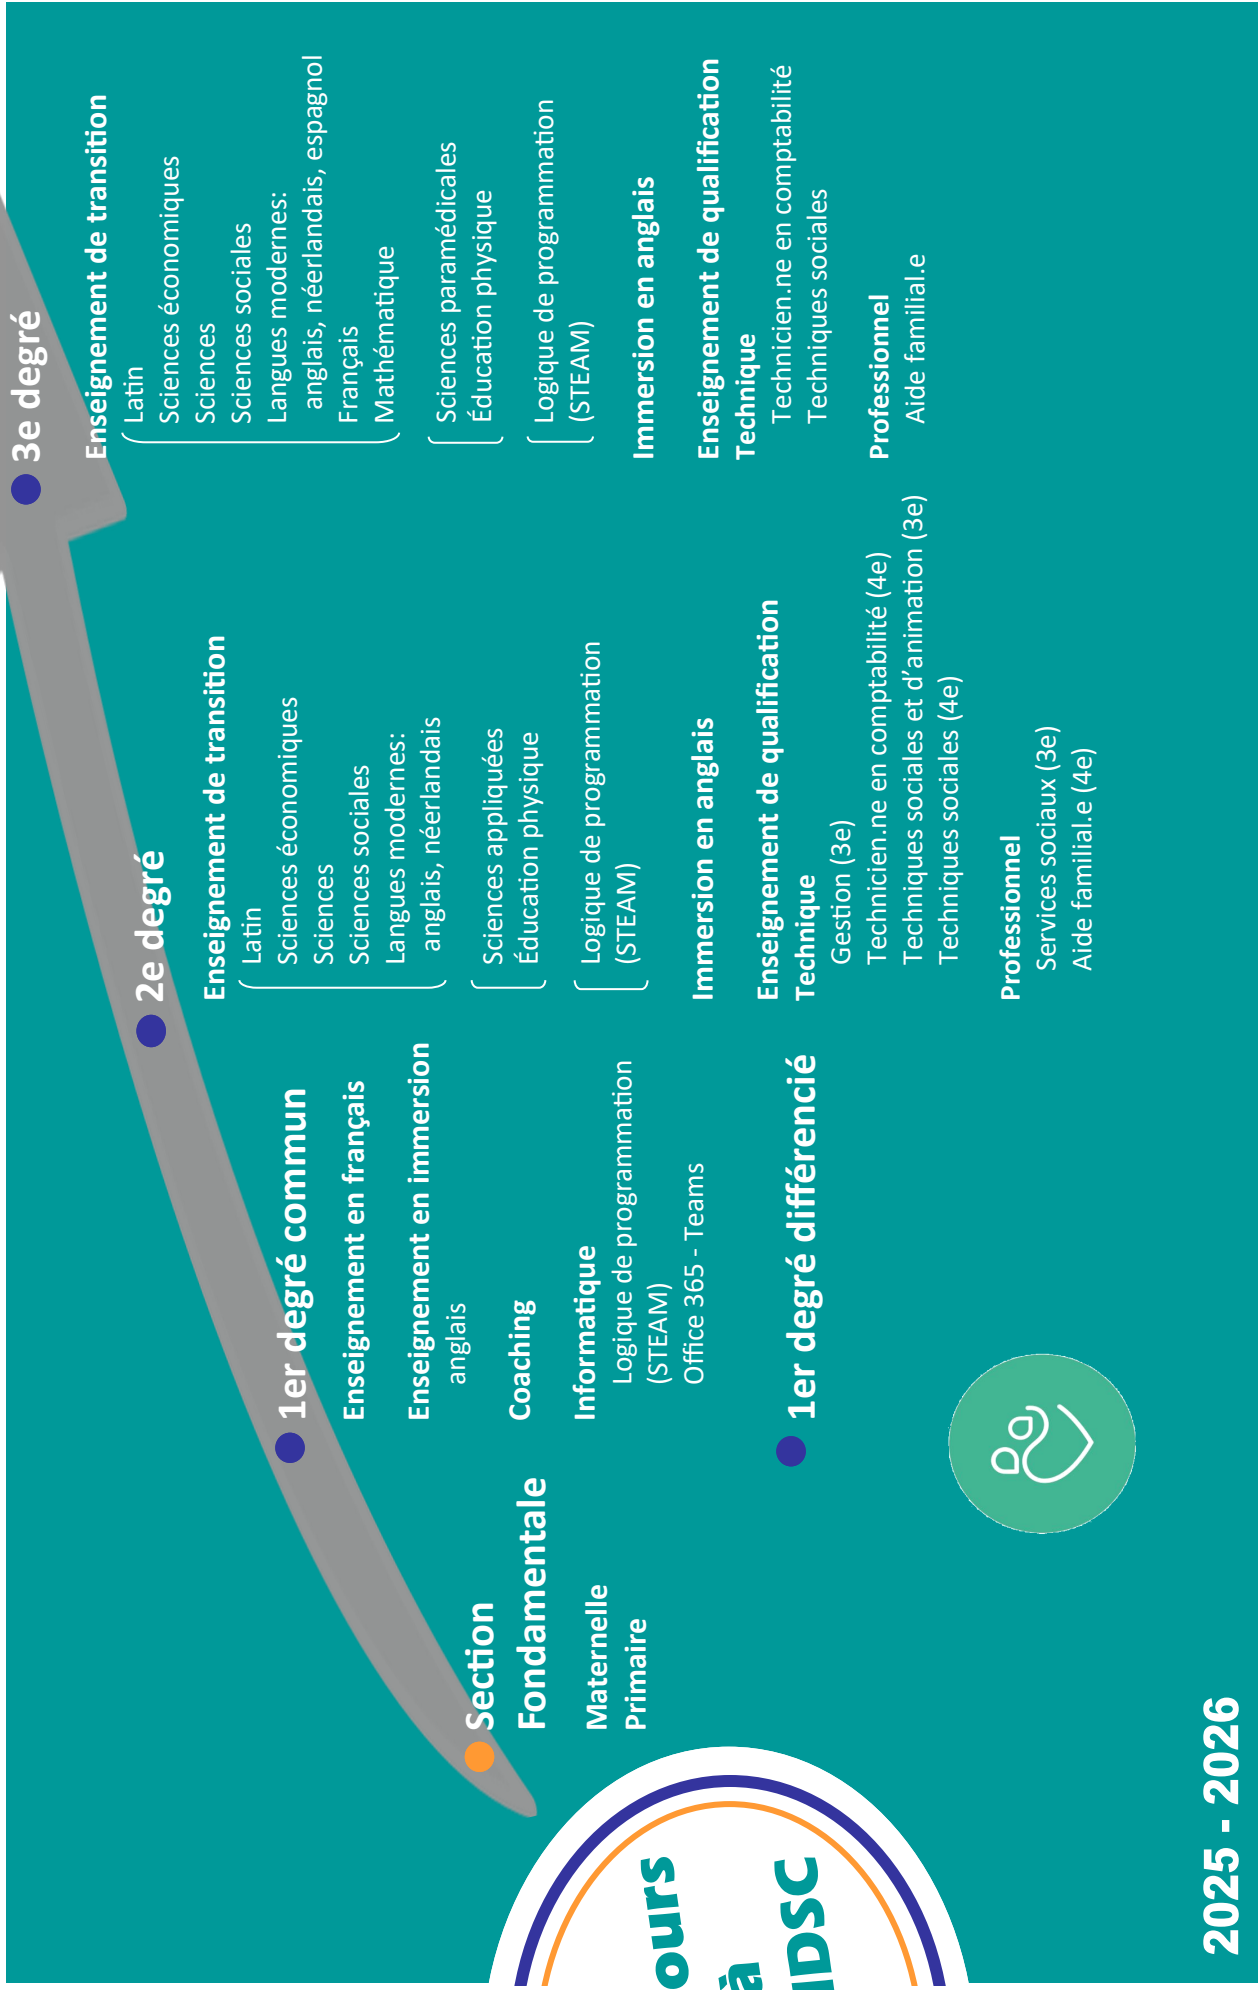 ours
à
DSC
2025 - 2026
Section
Fondamentale
Maternelle
Primaire
1er degré commun
Enseignement en français
Enseignement en immersion
anglais
Coaching
Informatique
Logique de programmation
(STEAM)
Office 365 - Teams
1er degré différencié
2e degré
Enseignement de transition
Latin
Sciences économiques
Sciences
Sciences sociales
Langues modernes:
anglais, néerlandais
Sciences appliquées
Éducation physique
Logique de programmation
(STEAM)
Immersion en anglais
Enseignement de qualification
Technique
Gestion (3e)
Technicien.ne en comptabilité (4e)
Techniques sociales et d’animation (3e)
Techniques sociales (4e)
Professionnel
Services sociaux (3e)
Aide familial.e (4e)
3e degré
Enseignement de transition
Latin
Sciences économiques
Sciences
Sciences sociales
Langues modernes:
anglais, néerlandais, espagnol
Français
Mathématique
Sciences paramédicales
Éducation physique
Logique de programmation
(STEAM)
Immersion en anglais
Enseignement de qualification
Technique
Technicien.ne en comptabilité
Techniques sociales
Professionnel
Aide familial.e